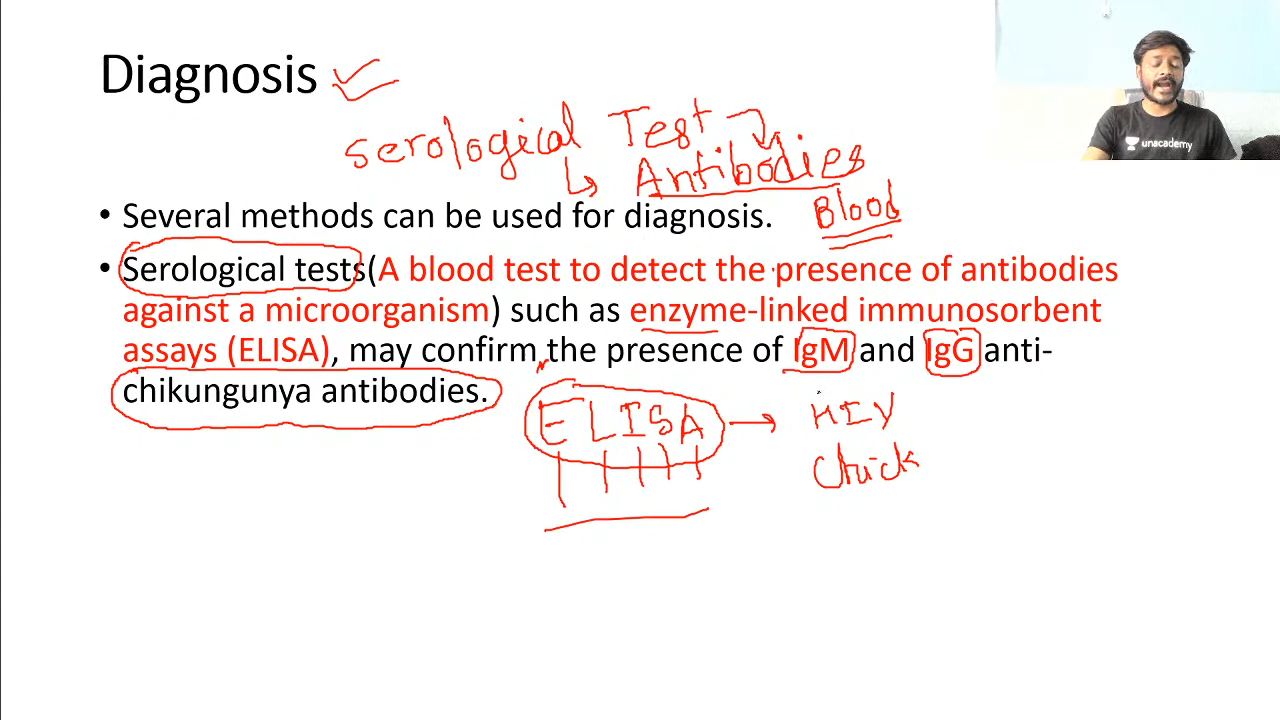 Diagnosis
Serological Test
Antibodies
unacademy
• Several methods can be used for diagnosis.
Blood
• Serological tests(A blood test to detect the presence of antibodies
against a microorganism) such as enzyme-linked immunosorbent
assays (ELISA), may confirm the presence of IgM and IgG anti-
chikungunya antibodies.
ELISA → HIV
Chick